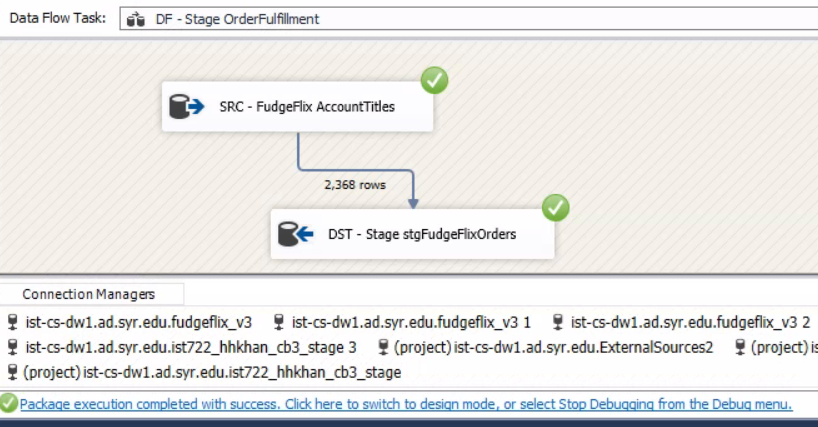 Data Flow Task: DF - Stage OrderFulfillment
SRC - FudgeFlix AccountTitles
2,368 rows
DST - Stage stgFudgeFlixOrders
Connection Managers
ist-cs-dw1.ad.syr.edu.fudgeflix_v3 ist-cs-dw1.ad.syr.edu.fudgeflix_v3 1 ist-cs-dw1.ad.syr.edu.fudgeflix_v3 2
ist-cs-dw1.ad.syr.edu.ist722_hhkhan_cb3_stage 3 (project) ist-cs-dw1.ad.syr.edu.ExternalSources2 (project) is
(project) ist-cs-dw1.ad.syr.edu.ist722_hhkhan_cb3_stage
Package execution completed with success. Click here to switch to design mode, or select Stop Debugging from the Debug menu.